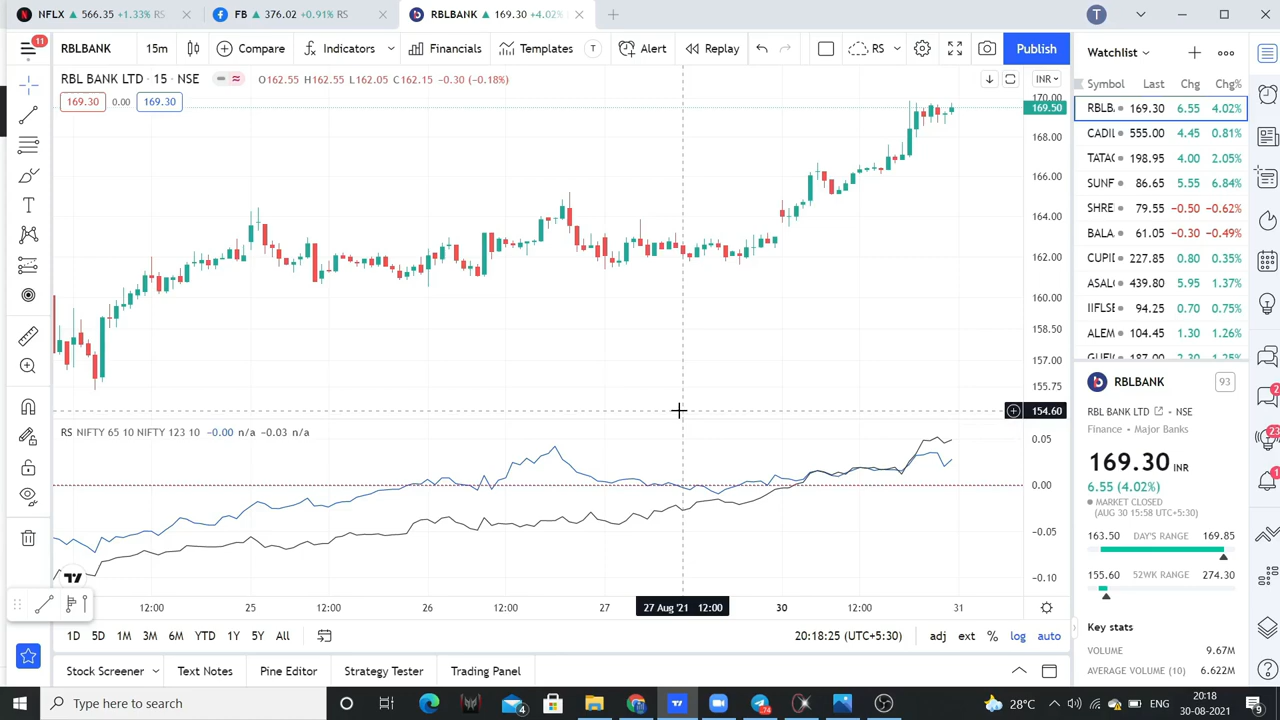 NFLX ▲ 566.35 +1.33% RS
FB ▲ 376.02 +0.91% RS
RBLBANK ▲ 169.30 +4.02%
T
11
RBLBANK 15m Compare Indicators Financials Templates T Alert Replay RS Publish
RBL BANK LTD · 15 · NSE O162.55 H162.55 L162.05 C162.15 -0.30 (-0.18%)
169.30 0.00 169.30
INR
170.00
169.50
168.00
166.00
164.00
162.00
160.00
158.50
157.00
155.75
154.60
RS NIFTY 65 10 NIFTY 123 10 -0.00 n/a -0.03 n/a
0.05
0.00
-0.05
-0.10
12:00 25 12:00 26 12:00 27 27 Aug '21 12:00 30 12:00 31
1D 5D 1M 3M 6M YTD 1Y 5Y All 20:18:25 (UTC+5:30) adj ext % log auto
Stock Screener Text Notes Pine Editor Strategy Tester Trading Panel
Watchlist
Symbol Last Chg Chg%
RBLB. 169.30 6.55 4.02%
CADIL 555.00 4.45 0.81%
TATAC 198.95 4.00 2.05%
SUNF 86.65 5.55 6.84%
SHRE 79.55 -0.50 -0.62%
BALA. 61.05 -0.30 -0.49%
CUPID 227.85 0.80 0.35%
ASAL 439.80 5.95 1.37%
IIFLSE 94.25 0.70 0.75%
ALEM 104.45 1.30 1.26%
187.00 2.30 1.25%
RBLBANK 93
RBL BANK LTD • NSE
Finance • Major Banks
169.30 INR
6.55 (4.02%)
MARKET CLOSED
(AUG 30 15:58 UTC+5:30)
163.50 DAY'S RANGE 169.85
155.60 52WK RANGE 274.30
Key stats
VOLUME 9.67M
AVERAGE VOLUME (10) 6.622M
Type here to search
4
74
28°C
ENG
20:18
30-08-2021